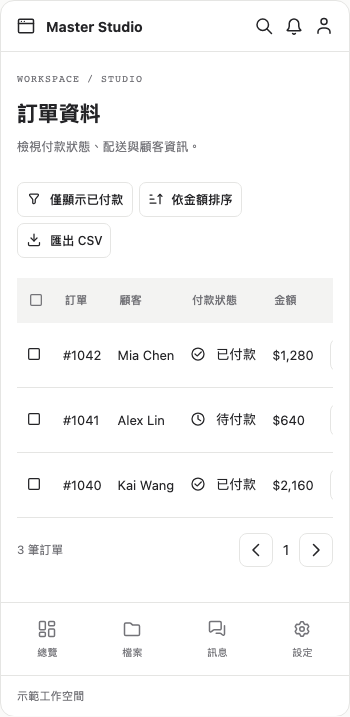 Master Studio
WORKSPACE / STUDIO
訂單資料
檢視付款狀態、配送與顧客資訊。
僅顯示已付款
依金額排序
匯出 CSV
訂單 顧客 付款狀態 金額
#1042 Mia Chen 已付款 $1,280
#1041 Alex Lin 待付款 $640
#1040 Kai Wang 已付款 $2,160
3 筆訂單 1
總覽 檔案 訊息 設定
示範工作空間